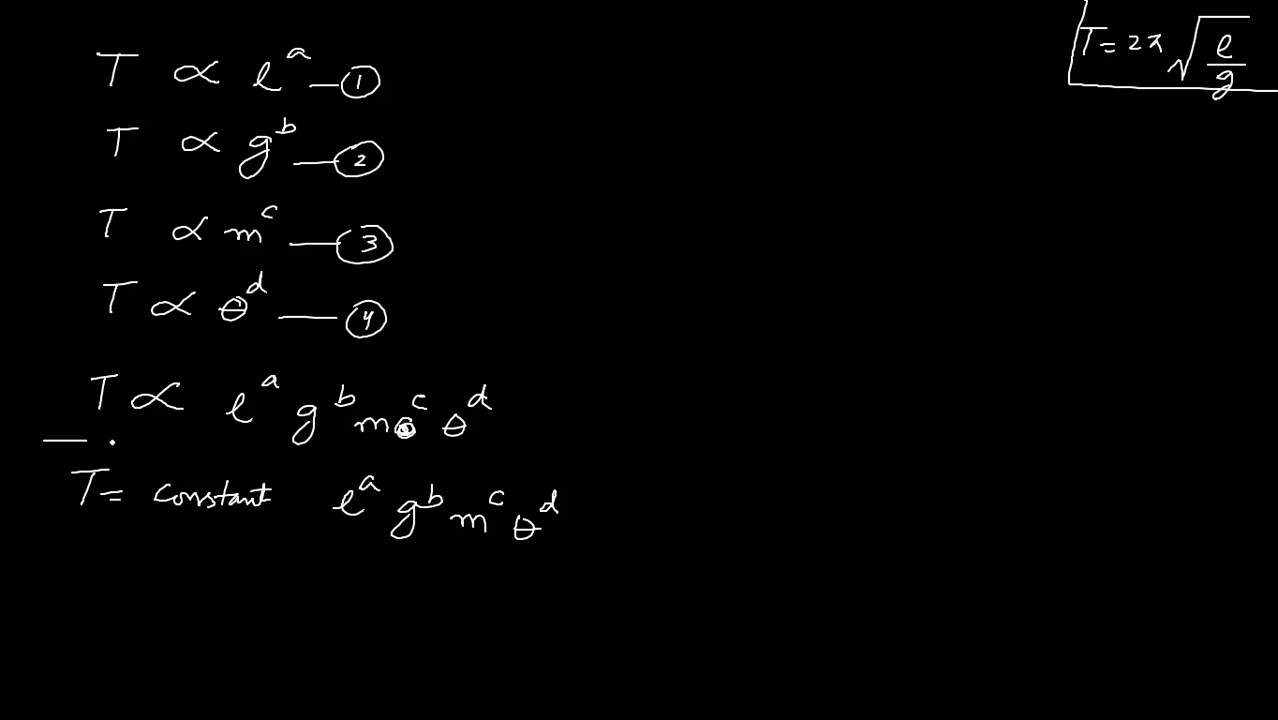 T ∝ l^a —①
T = 2π √(l/g)
T ∝ g^b —②
T ∝ m^c —③
T ∝ θ^d —④
T ∝ l^a g^b m^c θ^d
T = constant l^a g^b m^c θ^d